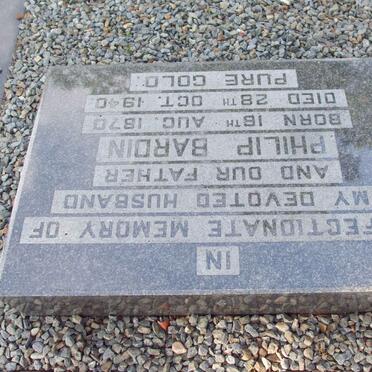 IN
FECTIONATE MEMORY OF
MY DEVOTED HUSBAND
AND OUR FATHER
PHILIP BARDIN
BORN 18TH AUG. 1870
DIED 28TH OCT. 1940
PURE GOLD